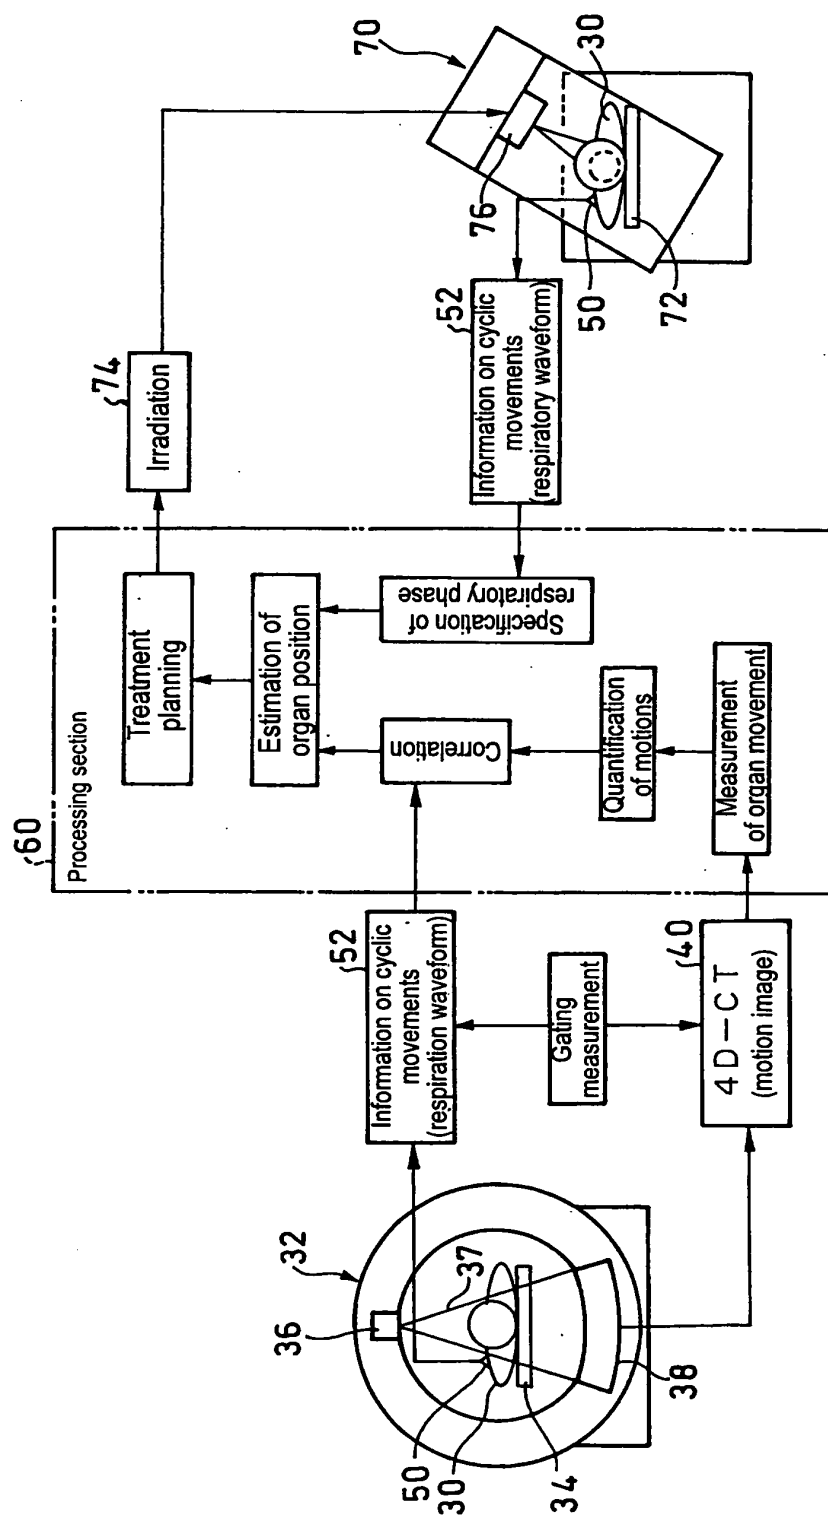 60
Processing section
Treatment
planning
Estimation of
organ position
Specification of
respiratory phase
Correlation
Quantification
of motions
Measurement
of organ movement
74
Irradiation
52
Information on cyclic
movements
(respiratory waveform)
70
30
76
50
72
52
Information on cyclic
movements
(respiration waveform)
Gating
measurement
40
4D-CT
(motion image)
32
36
37
50
30
34
38